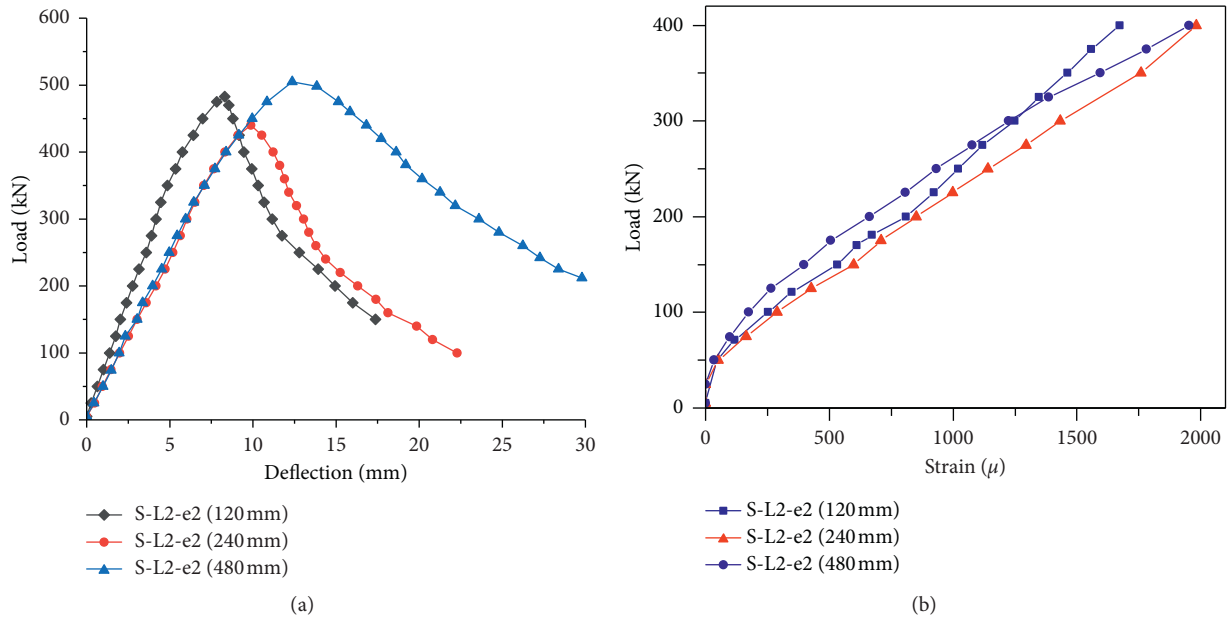 600
500
400
300
200
100
0
Load (kN)
0 5 10 15 20 25 30
Deflection (mm)
S-L2-e2 (120 mm)
S-L2-e2 (240 mm)
S-L2-e2 (480 mm)
(a)
400
300
200
100
0
Load (kN)
0 500 1000 1500 2000
Strain (μ)
S-L2-e2 (120 mm)
S-L2-e2 (240 mm)
S-L2-e2 (480 mm)
(b)